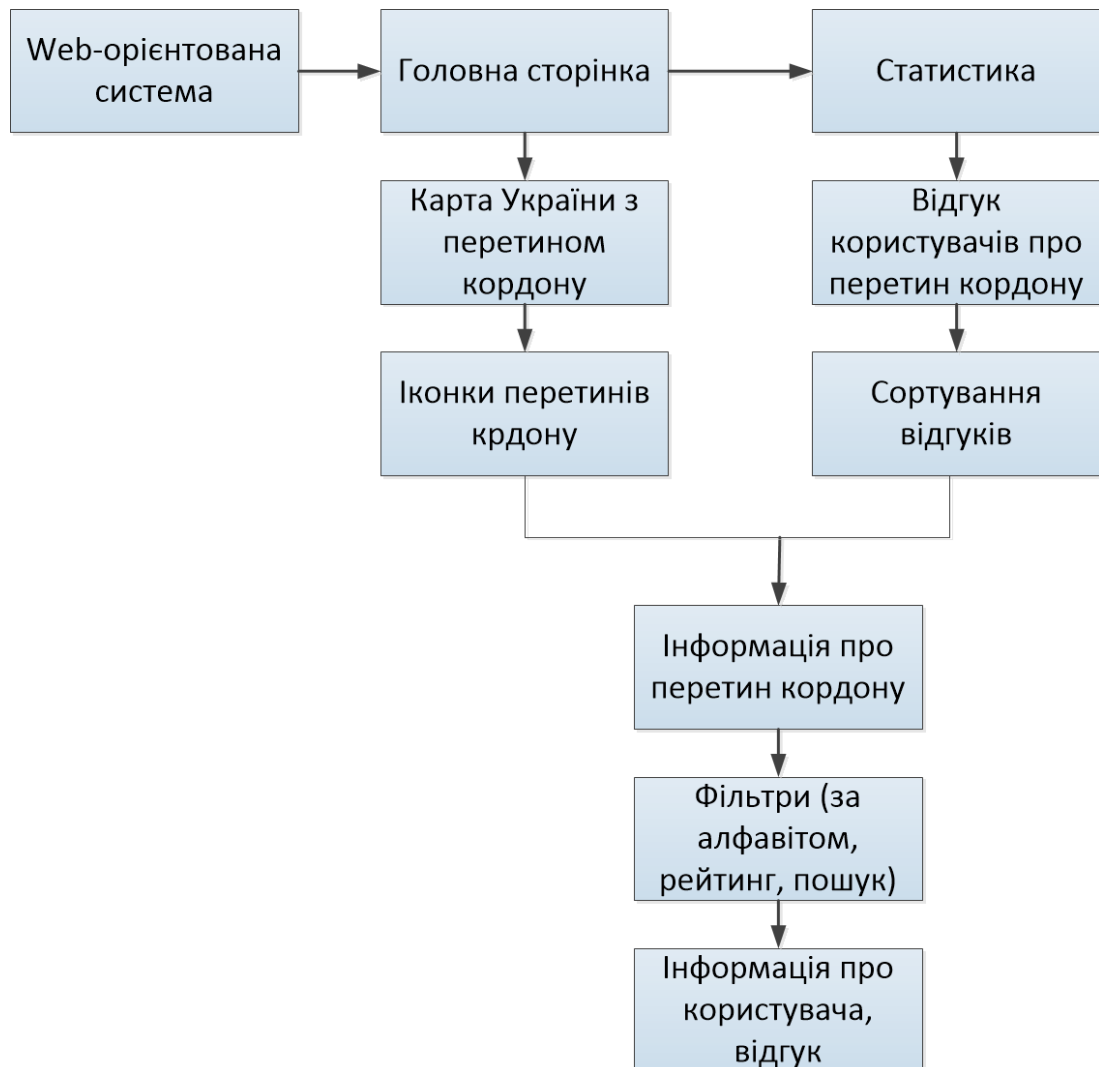 Web-орієнтована
система
Головна сторінка
Статистика
Карта України з
перетином
кордону
Відгук
користувачів про
перетин кордону
Іконки перетинів
крдону
Сортування
відгуків
Інформація про
перетин кордону
Фільтри (за
алфавітом,
рейтинг, пошук)
Інформація про
користувача,
відгук